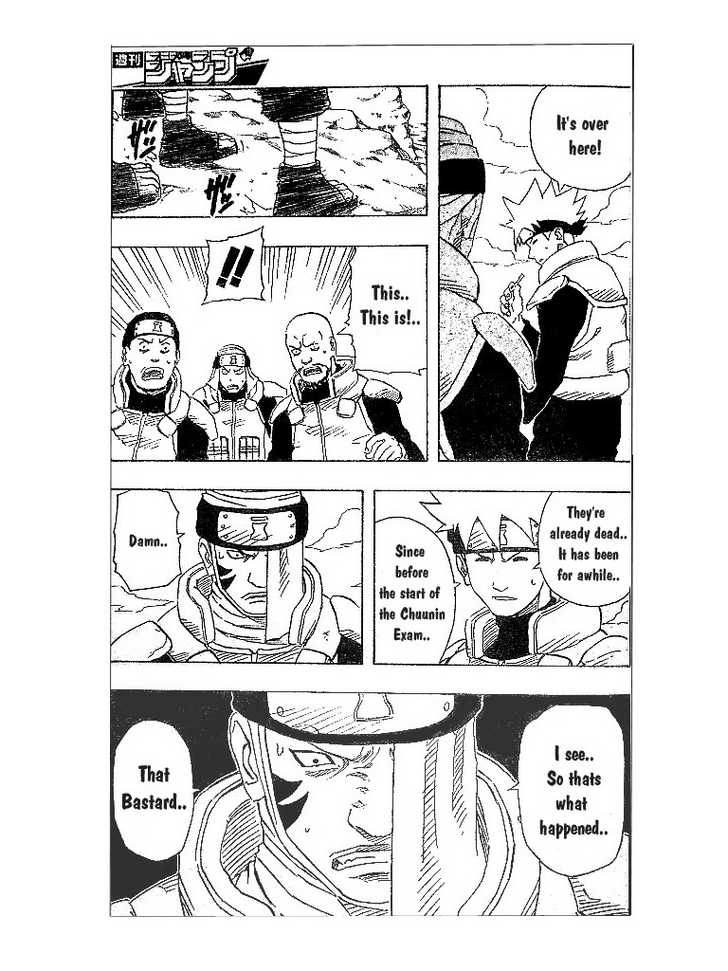 週刊
ジャンプ
It's over
here!
ザッ
ザッ
!!
This..
This is!..
They're
already dead..
It has been
for awhile..
Since
before
the start of
the Chuunin
Exam..
Damn..
I see..
So thats
what
happened..
That
Bastard..